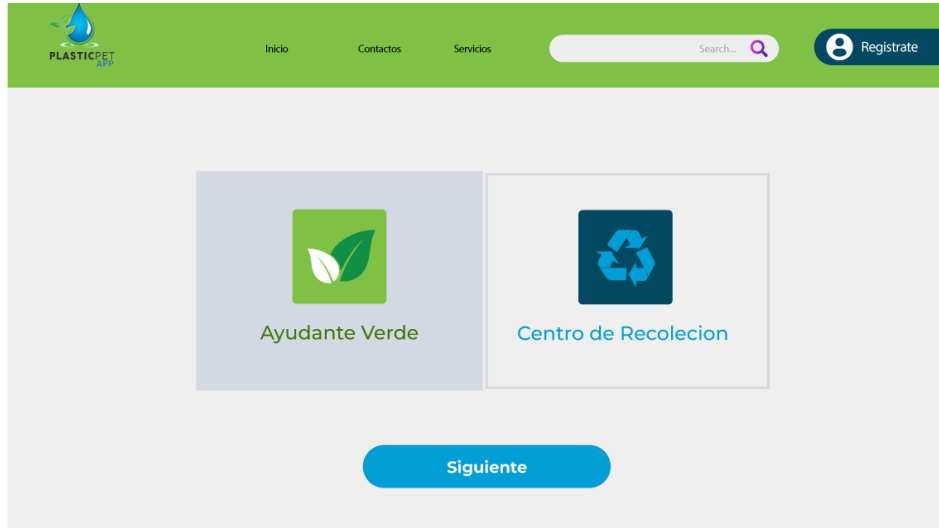 PLASTICPET
APP
Inicio
Contactos
Servicios
Search...
Registrate
Ayudante Verde
Centro de Recolecion
Siguiente